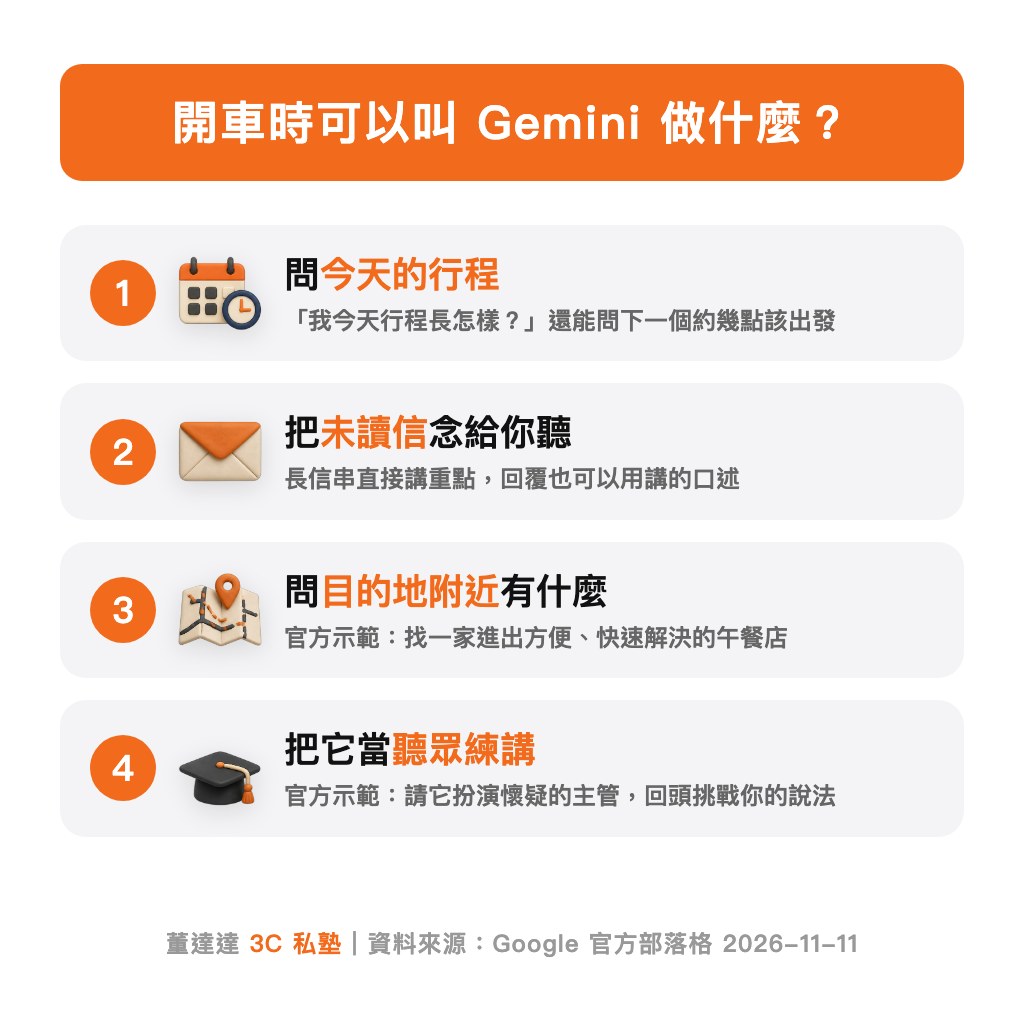 開車時可以叫 Gemini 做什麼？
1
問今天的行程
「我今天行程長怎樣？」還能問下一個約幾點該出發
2
把未讀信念給你聽
長信串直接講重點，回覆也可以用講的口述
3
問目的地附近有什麼
官方示範：找一家進出方便、快速解決的午餐店
4
把它當聽眾練講
官方示範：請它扮演懷疑的主管，回頭挑戰你的說法
董達達 3C 私塾｜資料來源：Google 官方部落格 2026-11-11